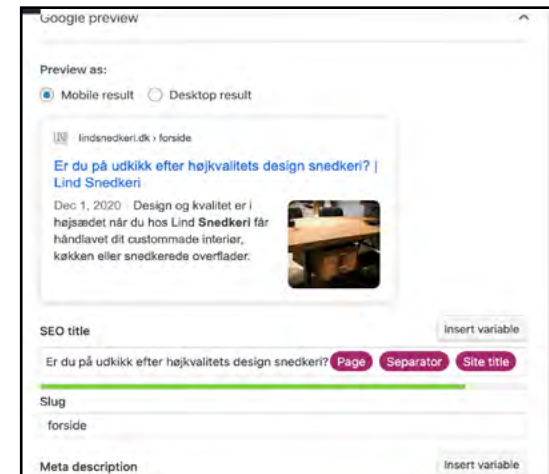 Google preview
Preview as:
Mobile result Desktop result
lindsnedkeri.dk › forside
Er du på udkikk efter højkvalitets design snedkeri? |
Lind Snedkeri
Dec 1, 2020 Design og kvalitet er i
højsædet når du hos Lind Snedkeri får
håndlavet dit custommade interiør,
køkken eller snedkerede overflader.
SEO title Insert variable
Er du på udkikk efter højkvalitets design snedkeri? Page Separator Site title
Slug
forside
Meta description Insert variable